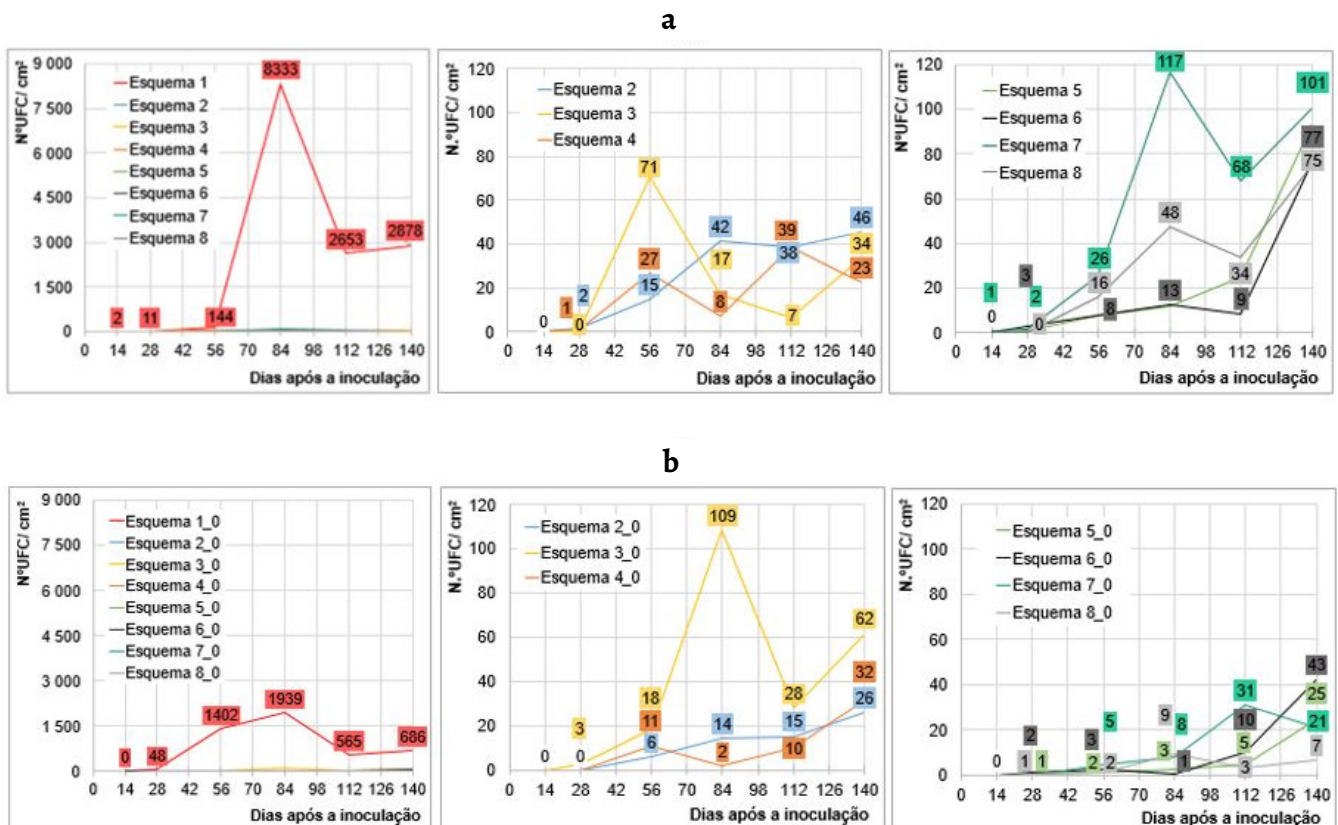 a
NºUFC/ cm²
9 000
7 500
6 000
4 500
3 000
1 500
0
Esquema 1
Esquema 2
Esquema 3
Esquema 4
Esquema 5
Esquema 6
Esquema 7
Esquema 8
2
11
144
8333
2653
2878
0 14 28 42 56 70 84 98 112 126 140
Dias após a inoculação
N.ºUFC/ cm²
120
100
80
60
40
20
0
Esquema 2
Esquema 3
Esquema 4
0
1
2
0
71
27
15
42
17
8
39
38
7
46
34
23
0 14 28 42 56 70 84 98 112 126 140
Dias após a inoculação
NºUFC/ cm²
120
100
80
60
40
20
0
Esquema 5
Esquema 6
Esquema 7
Esquema 8
1
0
3
2
0
26
16
8
117
48
13
68
34
9
101
77
75
0 14 28 42 56 70 84 98 112 126 140
Dias após a inoculação
b
NºUFC/ cm²
9 000
7 500
6 000
4 500
3 000
1 500
0
Esquema 1_0
Esquema 2_0
Esquema 3_0
Esquema 4_0
Esquema 5_0
Esquema 6_0
Esquema 7_0
Esquema 8_0
0
48
1402
1939
565
686
0 14 28 42 56 70 84 98 112 126 140
Dias após a inoculação
N.ºUFC/ cm²
120
100
80
60
40
20
0
Esquema 2_0
Esquema 3_0
Esquema 4_0
0
3
0
18
11
6
109
14
2
28
15
10
62
32
26
0 14 28 42 56 70 84 98 112 126 140
Dias após a inoculação
N.ºUFC/ cm²
120
100
80
60
40
20
0
Esquema 5_0
Esquema 6_0
Esquema 7_0
Esquema 8_0
0
2
1
1
5
3
2
2
9
8
3
1
31
10
5
3
43
25
21
7
0 14 28 42 56 70 84 98 112 126 140
Dias após a inoculação